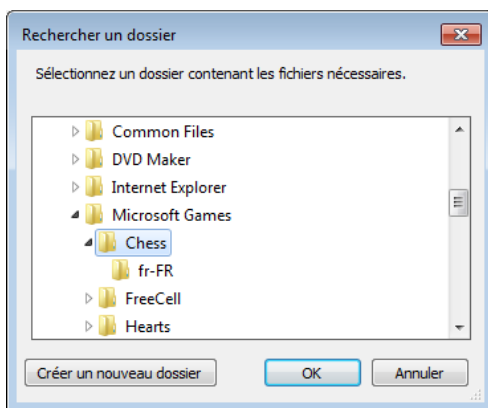 Rechercher un dossier
Sélectionnez un dossier contenant les fichiers nécessaires.
Common Files
DVD Maker
Internet Explorer
Microsoft Games
Chess
fr-FR
FreeCell
Hearts
Créer un nouveau dossier OK Annuler